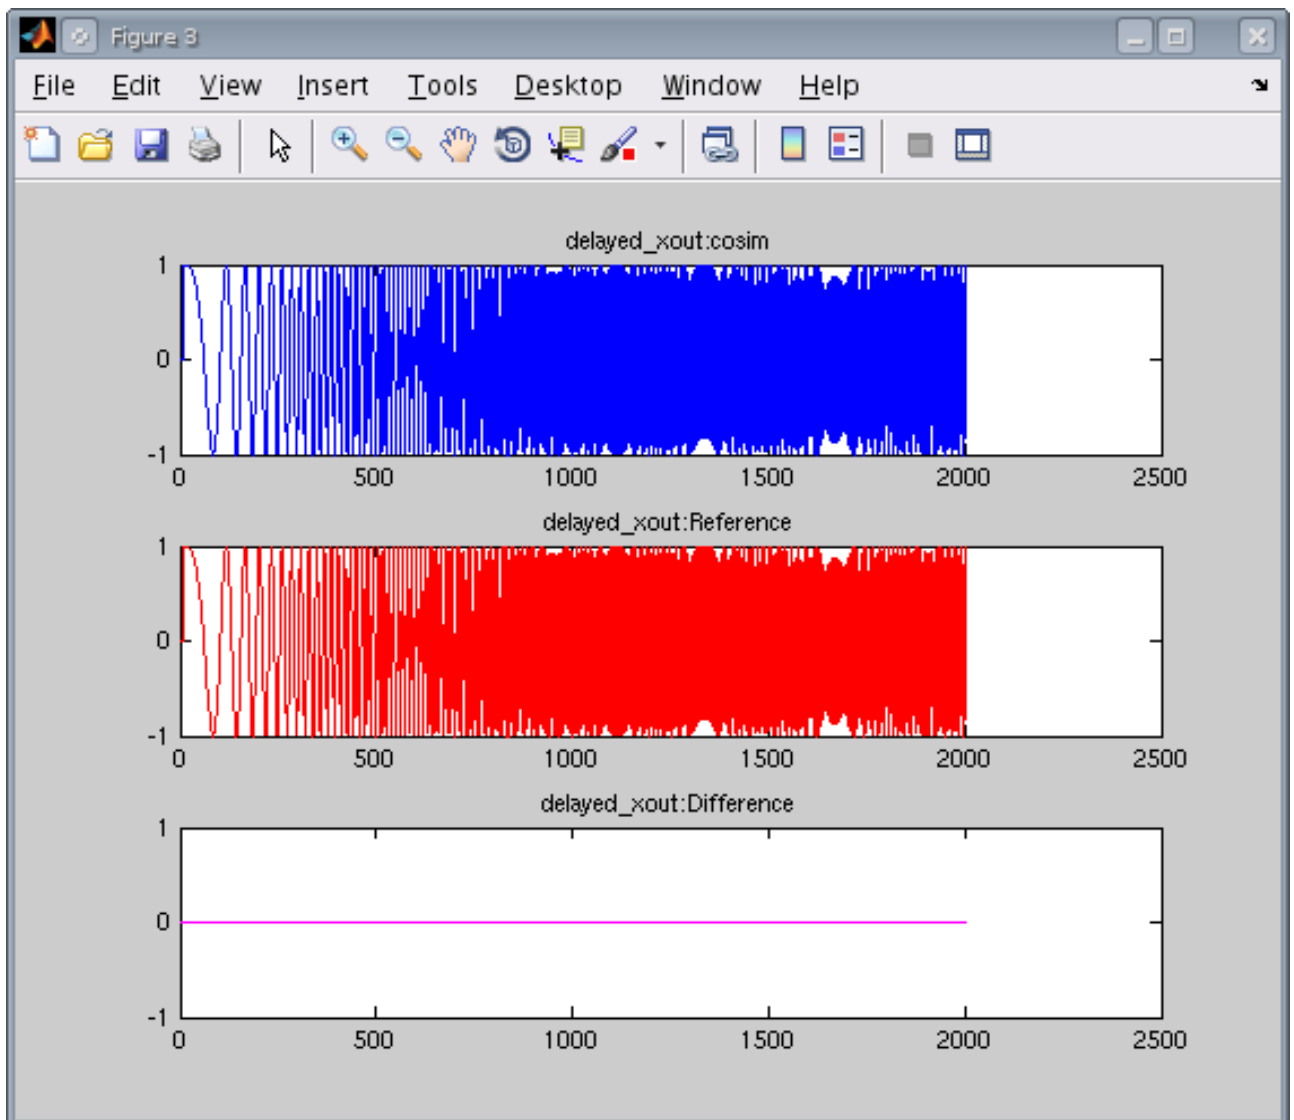 Figure 3
File Edit View Insert Tools Desktop Window Help
delayed_xout:cosim
1
0
-1
0 500 1000 1500 2000 2500
delayed_xout:Reference
1
0
-1
0 500 1000 1500 2000 2500
delayed_xout:Difference
1
0
-1
0 500 1000 1500 2000 2500